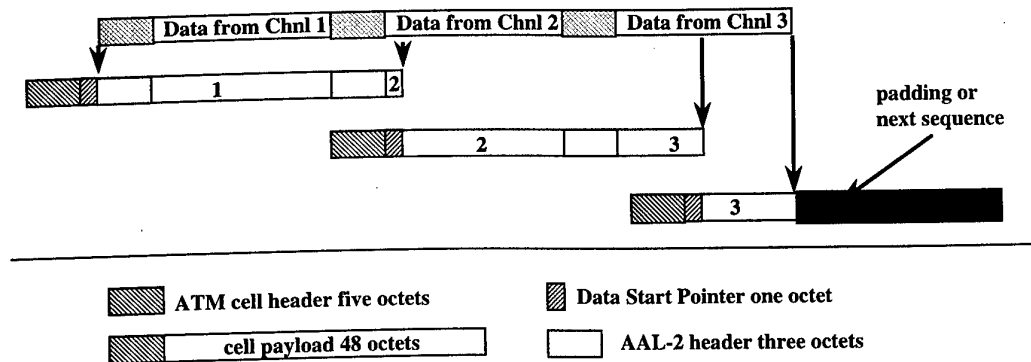 Data from Chnl 1 Data from Chnl 2 Data from Chnl 3
1 2
padding or
next sequence
2 3
3
ATM cell header five octets
Data Start Pointer one octet
cell payload 48 octets
AAL-2 header three octets